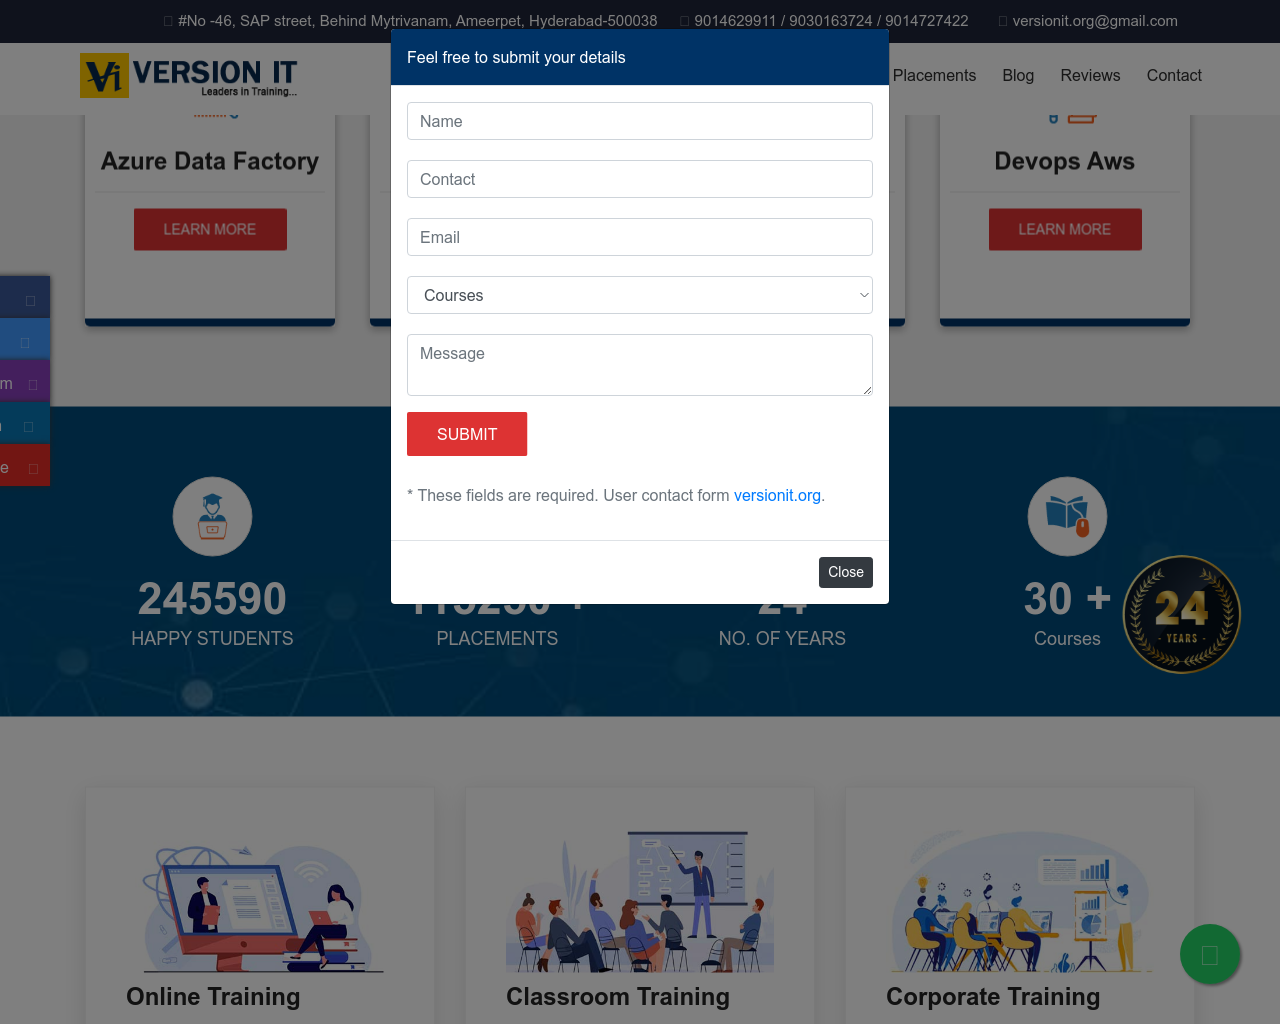 #No -46, SAP street, Behind Mytrivanam, Ameerpet, Hyderabad-500038 9014629911 / 9030163724 / 9014727422 versionit.org@gmail.com
Vi VERSION IT
Leaders in Training...
Placements Blog Reviews Contact
Feel free to submit your details
Name
Contact
Email
Courses
Message
SUBMIT
* These fields are required. User contact form versionit.org.
Close
Azure Data Factory
LEARN MORE
Devops Aws
LEARN MORE
m
e
245590
HAPPY STUDENTS
PLACEMENTS
24
NO. OF YEARS
30 +
Courses
24
- YEARS -
Online Training
Classroom Training
Corporate Training